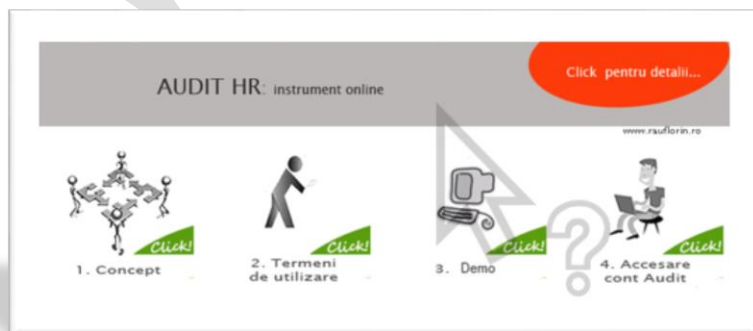 AUDIT HR: instrument online
Click pentru detalii...
www.rauflorin.ro
Click!
Click!
Click!
Click!
1. Concept
2. Termeni
de utilizare
3. Demo
4. Accesare
cont Audit
?